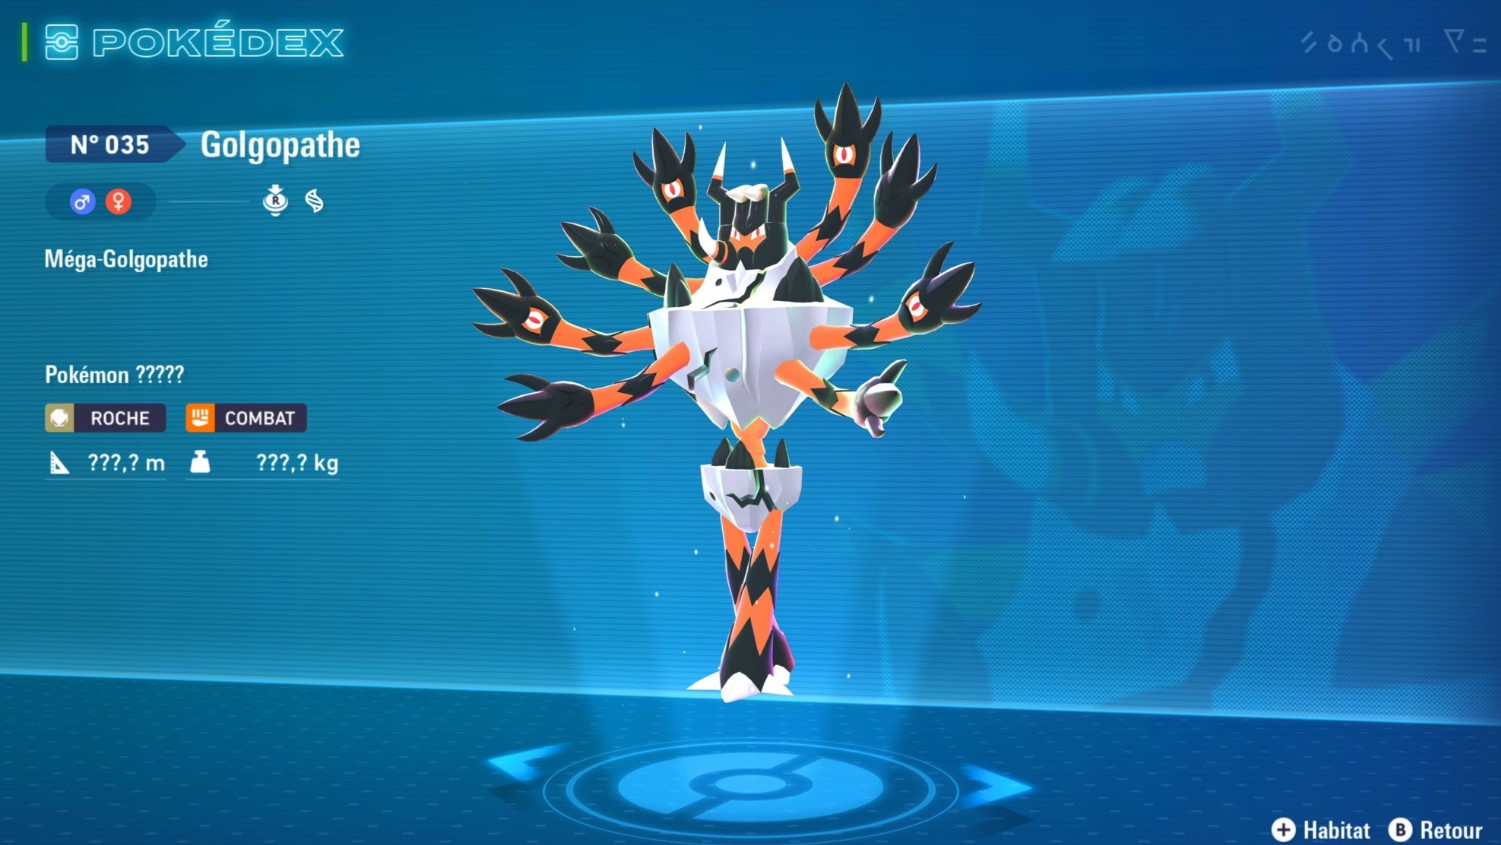 POKÉDEX
N° 035 Golgopathe
R
Méga-Golgopathe
Pokémon ?????
ROCHE COMBAT
???,? m ???,? kg
+ Habitat B Retour